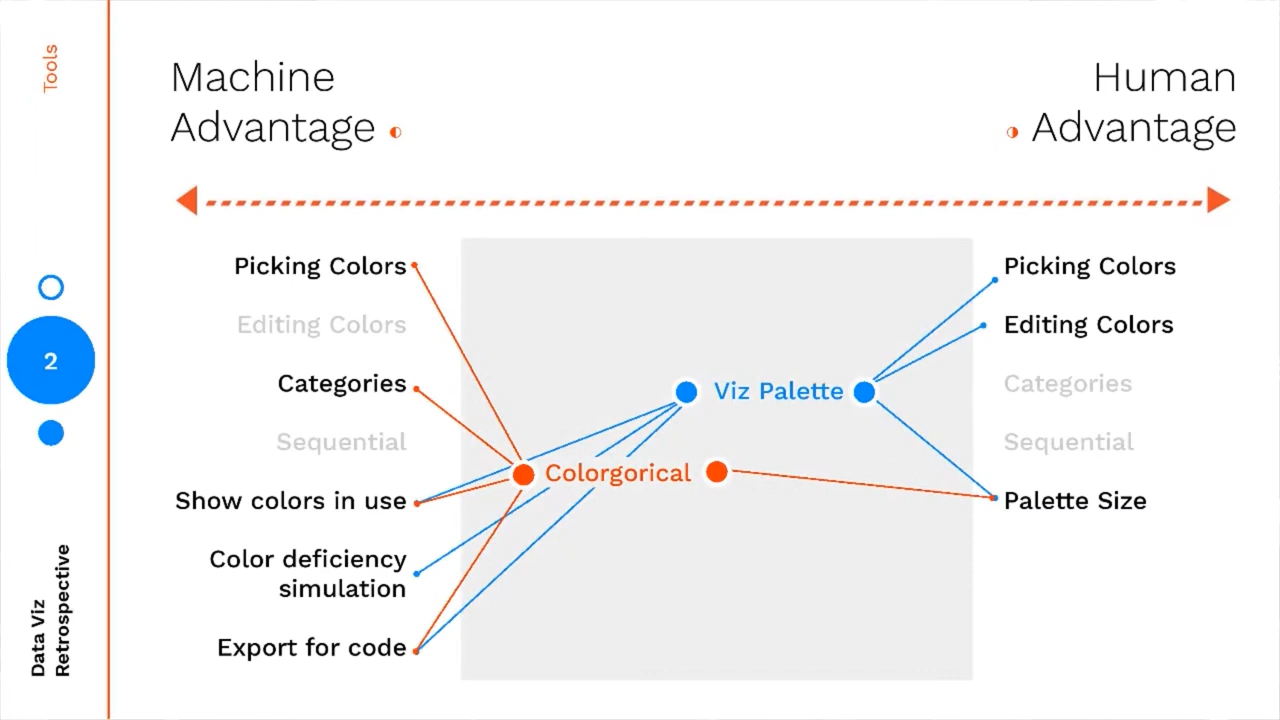 Tools
2
Data Viz
Retrospective
Machine
Advantage
Human
Advantage
Picking Colors
Editing Colors
Categories
Sequential
Show colors in use
Color deficiency
simulation
Export for code
Viz Palette
Colorgorical
Picking Colors
Editing Colors
Categories
Sequential
Palette Size